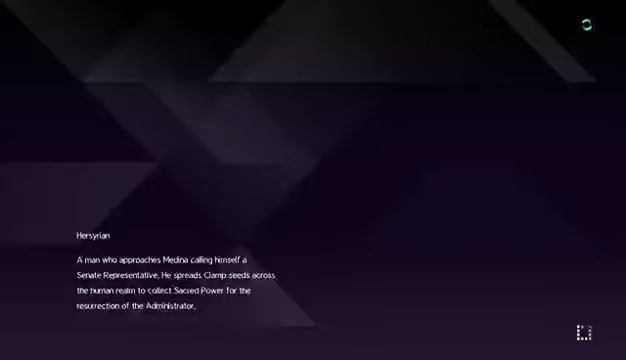 Hersyrian
A man who approaches Medina calling himself a
Senate Representative. He spreads Clamp seeds across
the human realm to collect Sacred Power for the
resurrection of the Administrator.